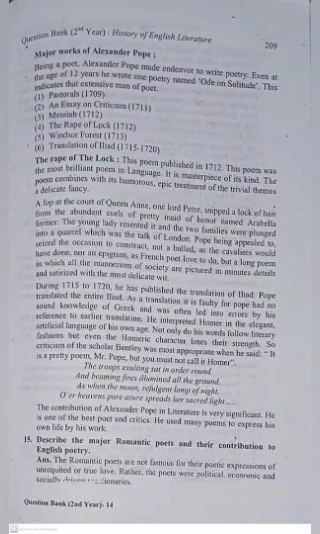 Question Bank (2nd Year) : History of English Literature
209
Major works of Alexander Pope :
Being a poet, Alexander Pope made endeavor to write poetry. Even at
the age of 12 years he wrote one poetry named 'Ode on Solitude'. This
indicates that extensive man of poet.
(1) Pastorals (1709)
(2) An Essay on Criticism (1711)
(3) Messiah (1712)
(4) The Rape of Lock (1712)
(5) Windsor Forest (1713)
(6) Translation of Iliad (1715-1720)
The rape of The Lock : This poem published in 1712. This poem was
the most brilliant poem in Language. It is masterpiece of its kind. The
poem combines with its humorous, epic treatment of the trivial themes
a delicate fancy.
A fop at the court of Queen Anne, one lord Petre, snipped a lock of hair
from the abundant curls of pretty maid of honor named Arabella
former. The young lady resented it and the two families were plunged
into a quarrel which was the talk of London. Pope being appealed to,
seized the occasion to construct, not a ballad, as the cavaliers would
have done, nor an epigram, as French poet love to do, but a long poem
in which all the mannerism of society are pictured in minutes details
and satirized with the most delicate wit.
During 1715 to 1720, he has published the translation of Iliad. Pope
translated the entire Iliad. As a translation it is faulty for pope had no
sound knowledge of Greek and was often led into errors by his
reference to earlier translation. He interpreted Homer in the elegant,
artificial language of his own age. Not only do his words follow literary
fashions but even the Homeric character loses their strength. So
criticism of the scholar Bentley was most appropriate when he said: " It
is a pretty poem, Mr. Pope, but you must not call it Homer".
The troops exulting sat in order round.
And beaming fires illumined all the ground.
As when the moon, refulgent lamp of night,
O'er heavens pure azure spreads her sacred light.....
The contribution of Alexander Pope in Literature is very significant. He
is one of the best poet and critics. He used many poems to express his
own life by his work.
15. Describe the major Romantic poets and their contribution to
English poetry.
Ans. The Romantic poets are not famous for their poetic expressions of
unrequited or true love. Rather, the poets were political, economic and
socially driven
Question Bank (2nd Year)- 14